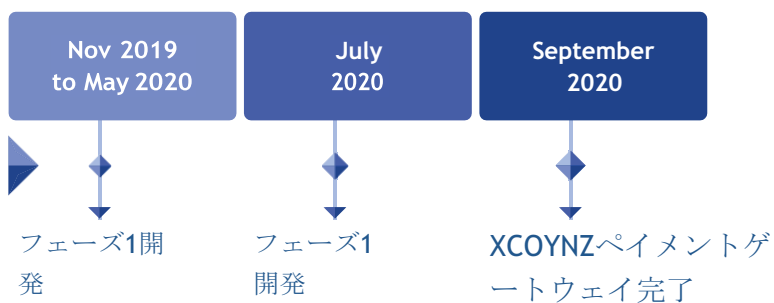 Nov 2019
to May 2020
July
2020
September
2020
フェーズ1開
発
フェーズ1
開発
XCOYNZペイメントゲ
ートウェイ完了